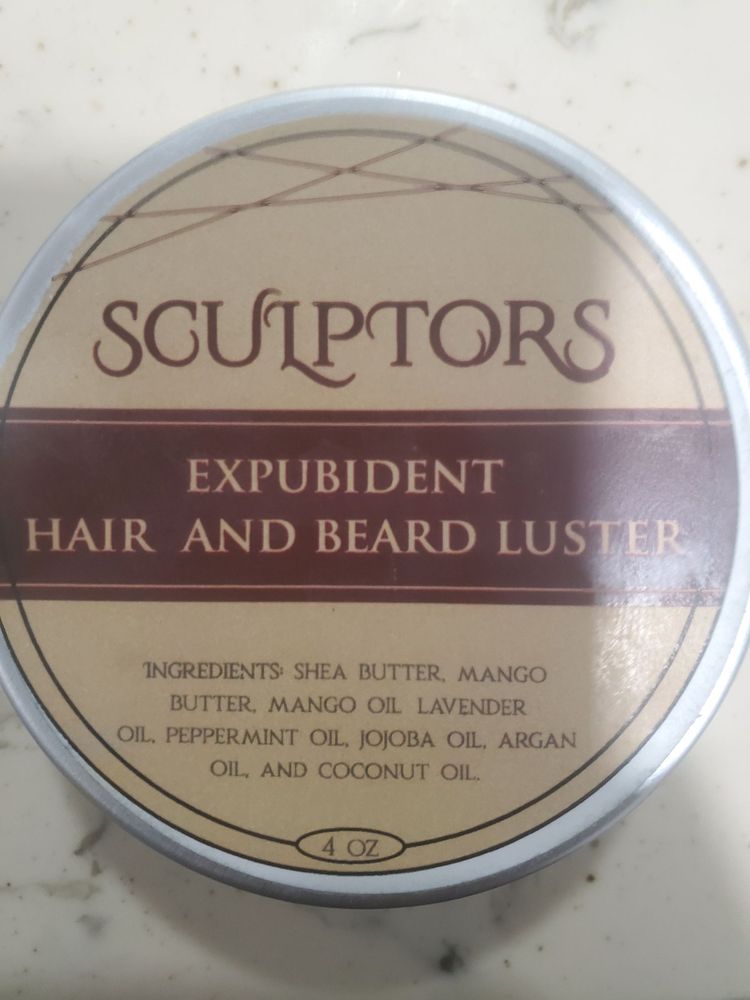 SCULPTORS
EXPUBIDENT
HAIR AND BEARD LUSTER
INGREDIENTS: SHEA BUTTER, MANGO
BUTTER, MANGO OIL LAVENDER
OIL, PEPPERMINT OIL, JOJOBA OIL, ARGAN
OIL, AND COCONUT OIL.
4 OZ